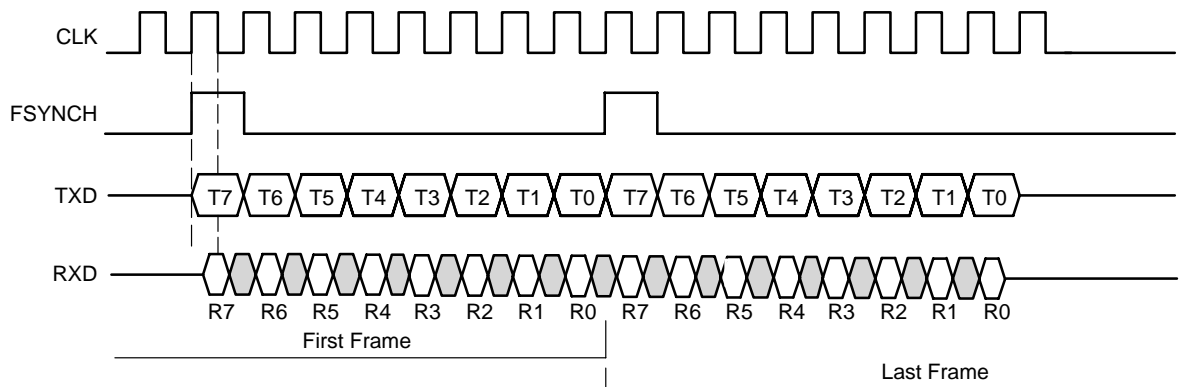 CLK
FSYNCH
TXD
T7 T6 T5 T4 T3 T2 T1 T0 T7 T6 T5 T4 T3 T2 T1 T0
RXD
R7 R6 R5 R4 R3 R2 R1 R0 R7 R6 R5 R4 R3 R2 R1 R0
First Frame
Last Frame